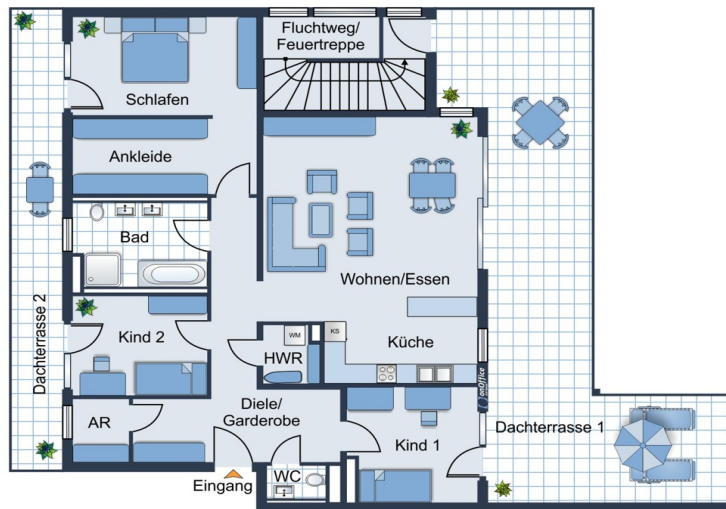 Fluchtweg/
Feuertreppe
Schlafen
Ankleide
Bad
Wohnen/Essen
Dachterrasse 2
Kind 2
HWR
WM
KS
Küche
onOffice
AR
Diele/
Garderobe
Kind 1
Dachterrasse 1
WC
Eingang